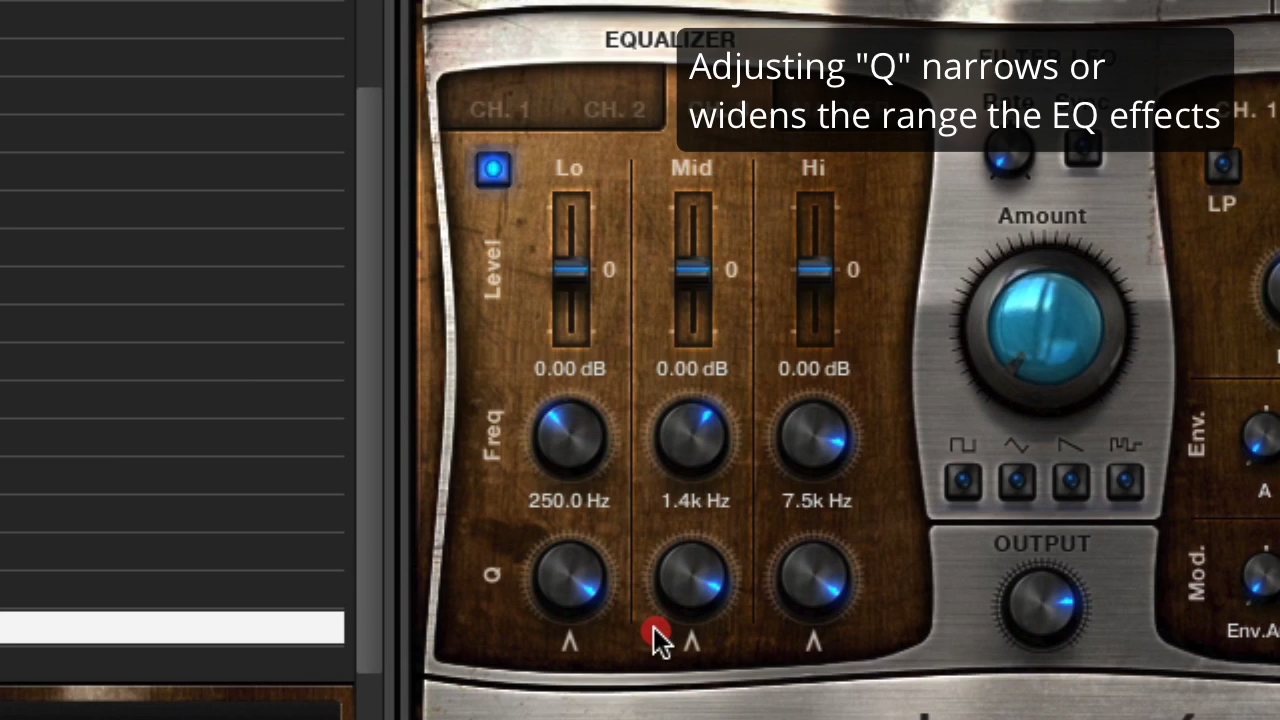 EQUALIZER
Adjusting "Q" narrows or
widens the range the EQ effects
CH. 1 CH. 2
CH. 1
Lo Mid Hi
LP
Level
0 0 0
Amount
0.00 dB 0.00 dB 0.00 dB
Freq
Env.
250.0 Hz 1.4k Hz 7.5k Hz
A
OUTPUT
Q
Mod.